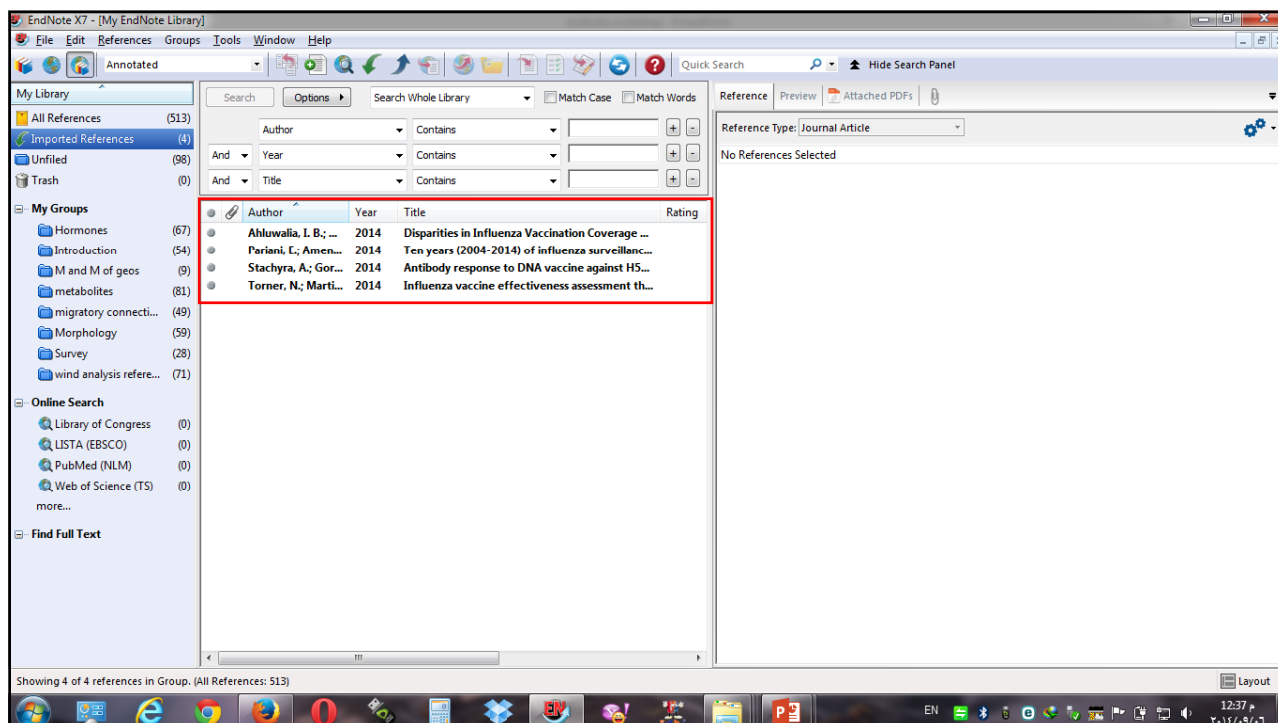 EndNote X7 - [My EndNote Library]
File Edit References Groups Tools Window Help
Annotated Quick Search Hide Search Panel
My Library
All References (513)
Imported References (4)
Unfiled (98)
Trash (0)
My Groups
Hormones (67)
Introduction (54)
M and M of geos (9)
metabolites (81)
migratory connecti... (49)
Morphology (59)
Survey (28)
wind analysis refere... (71)
Online Search
Library of Congress (0)
LISTA (EBSCO) (0)
PubMed (NLM) (0)
Web of Science (TS) (0)
more...
Find Full Text
Search Options Search Whole Library Match Case Match Words
Author Contains + -
And Year Contains + -
And Title Contains + -
Author Year Title Rating
Ahluwalia, I. B.; ... 2014 Disparities in Influenza Vaccination Coverage ...
Pariani, E.; Amen... 2014 Ten years (2004-2014) of influenza surveillanc...
Stachyra, A.; Gor... 2014 Antibody response to DNA vaccine against H5...
Torner, N.; Marti... 2014 Influenza vaccine effectiveness assessment th...
Reference Preview Attached PDFs
Reference Type: Journal Article
No References Selected
Showing 4 of 4 references in Group. (All References: 513)
Layout
EN
12:37 م
٢٠١٤/٠٩/٠٦